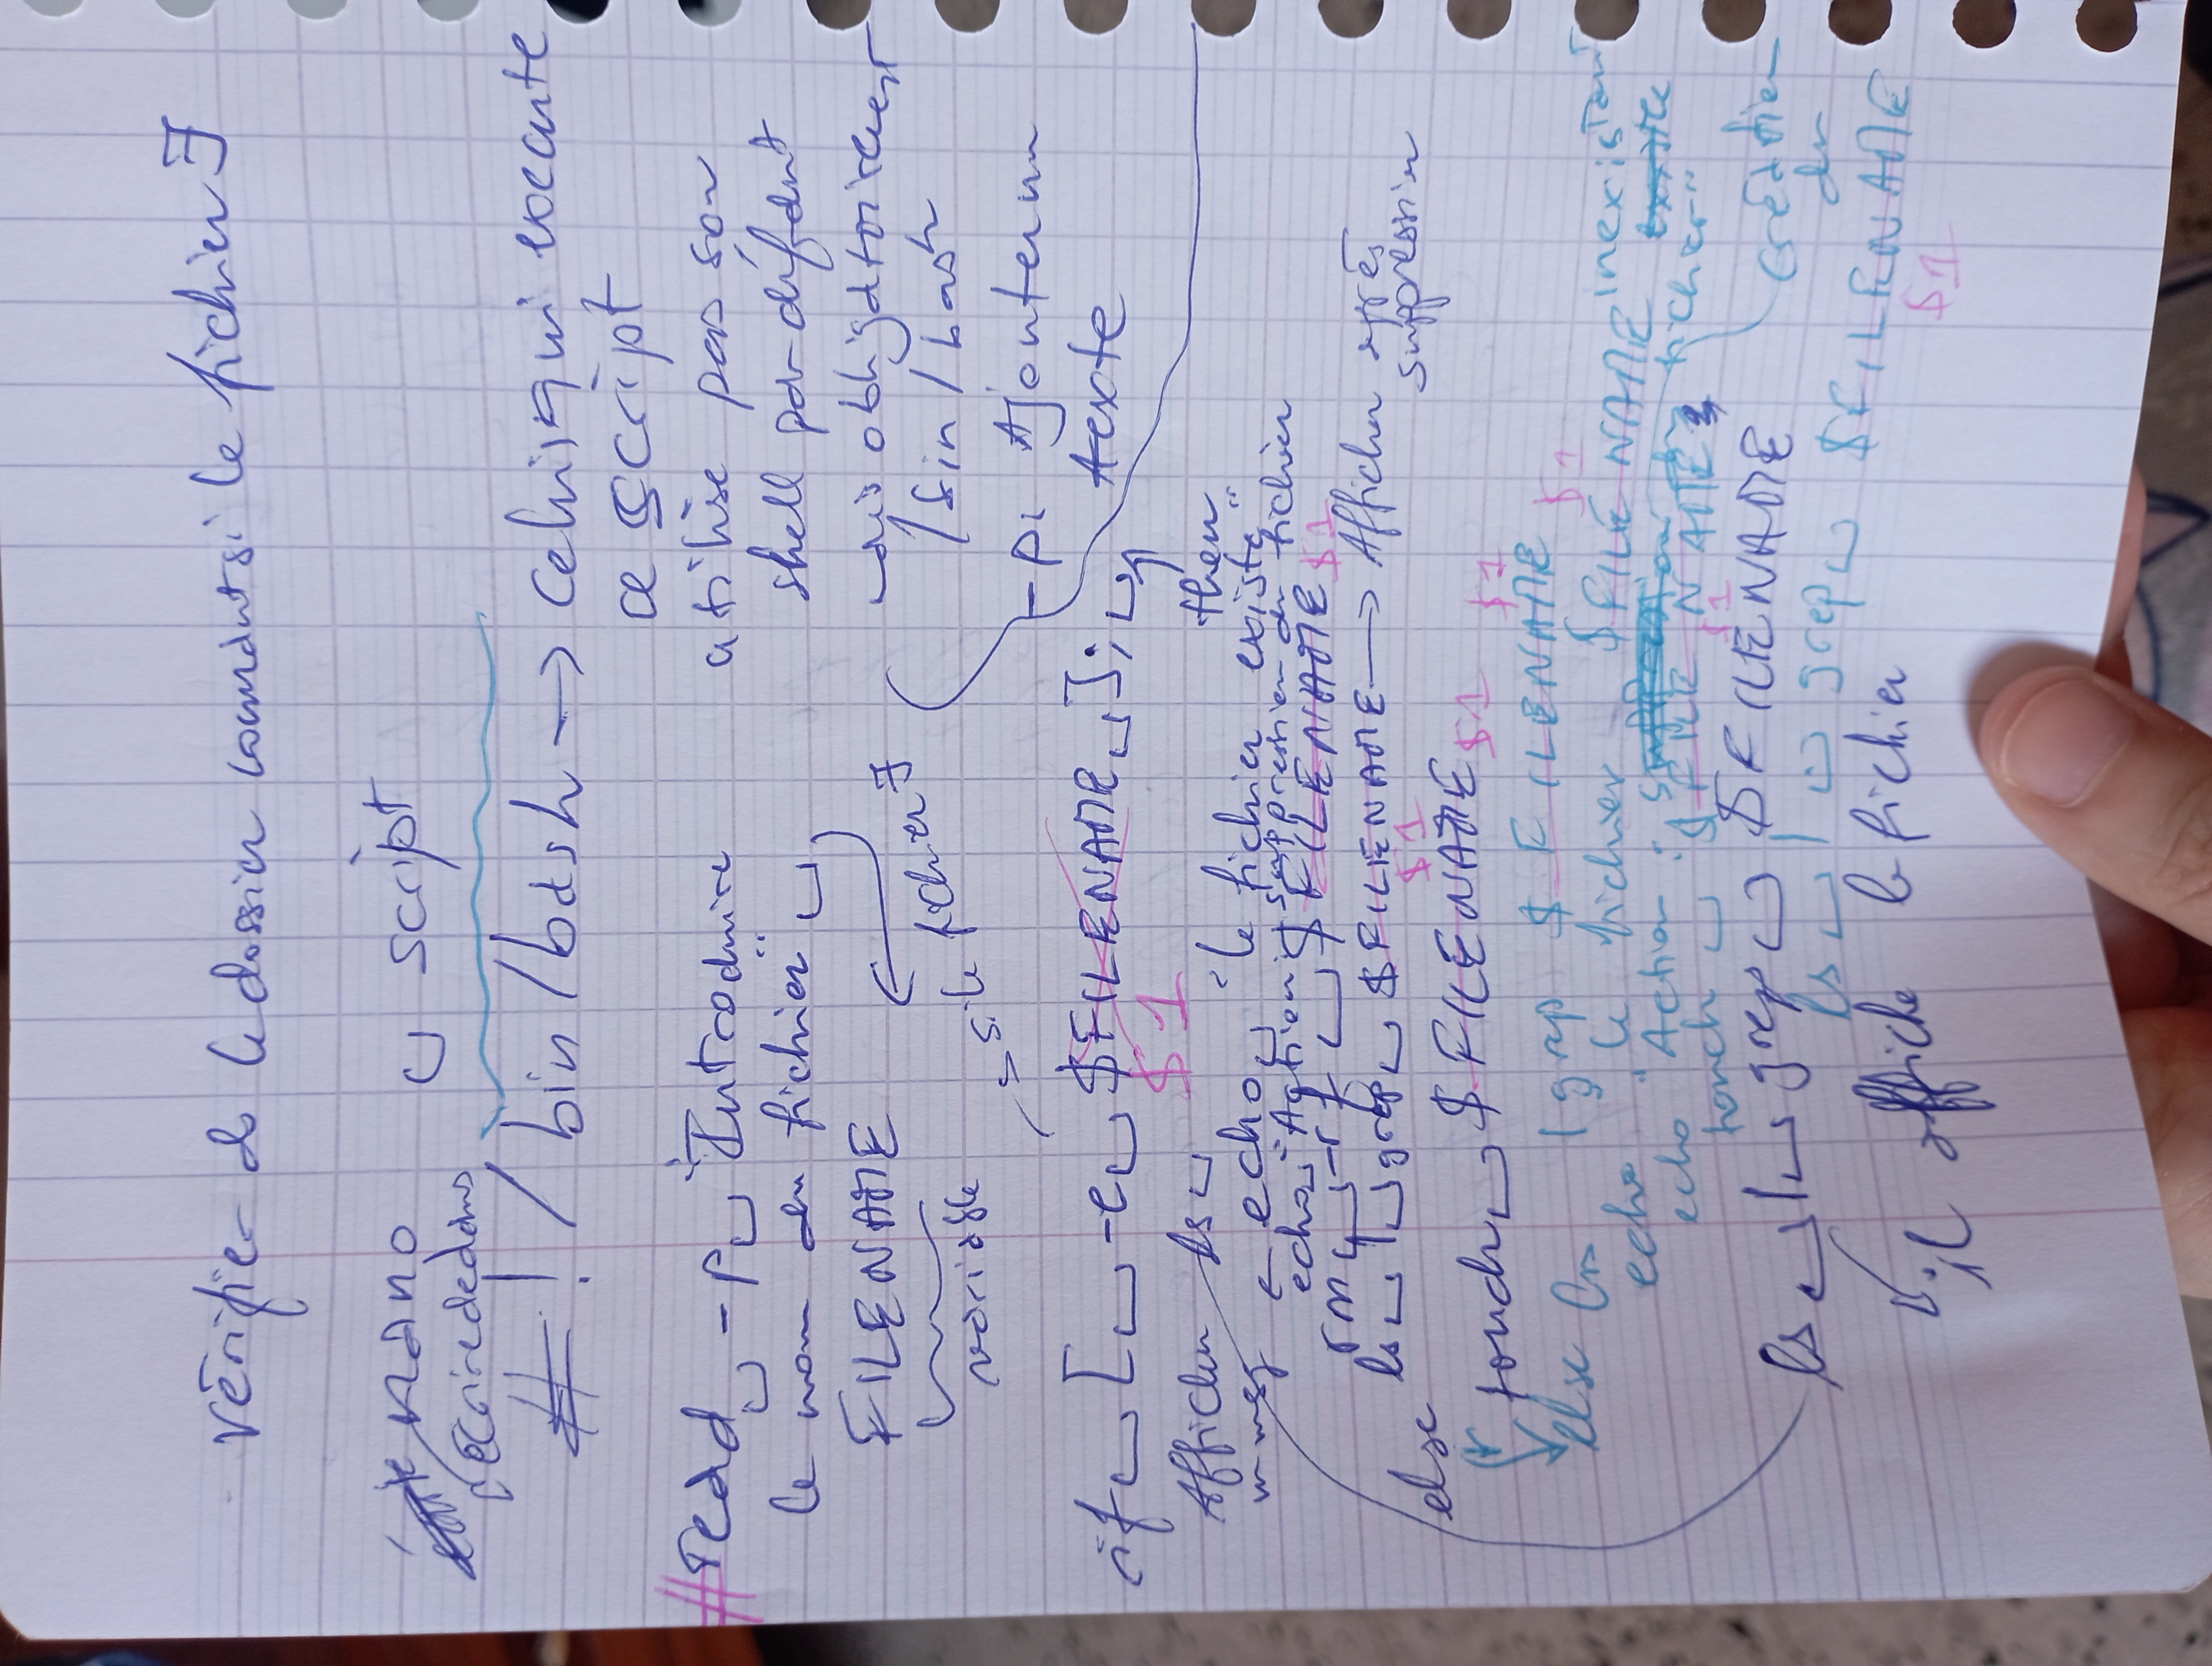 Vérifier ds le dossier courant si le fichier ∃
nano ␣ script
écrire dedans
#!/bin/bash → celui qui execute
ce script
#read␣-p␣"Introduire
le nom du fichier"␣
utilise pas son
shell par défaut
mais obligatoirement
/bin/bash
FILENAME
variable
→ si le fichier ∃
-p: Ajouter un
texte
if␣[␣-e␣$FILENAME␣];␣
$1
then
Afficher
un msg
ls␣
← echo␣"le fichier existe"
echo␣"Action: suppression du fichier
rm␣-rf␣$FILENAME $1
ls␣|␣grep␣$FILENAME → Afficher après
suppression
$1
else
touch␣$FILENAME $1
$1
else ls | grep $FILENAME
$1
echo "le fichier $FILENAME inexistant
echo "Action : fichier"
touch ␣ $FILENAME
$1
création
du
ls␣|␣grep␣$FILENAME
ls␣|␣grep␣$FILENAME
$1
il affiche le fichier